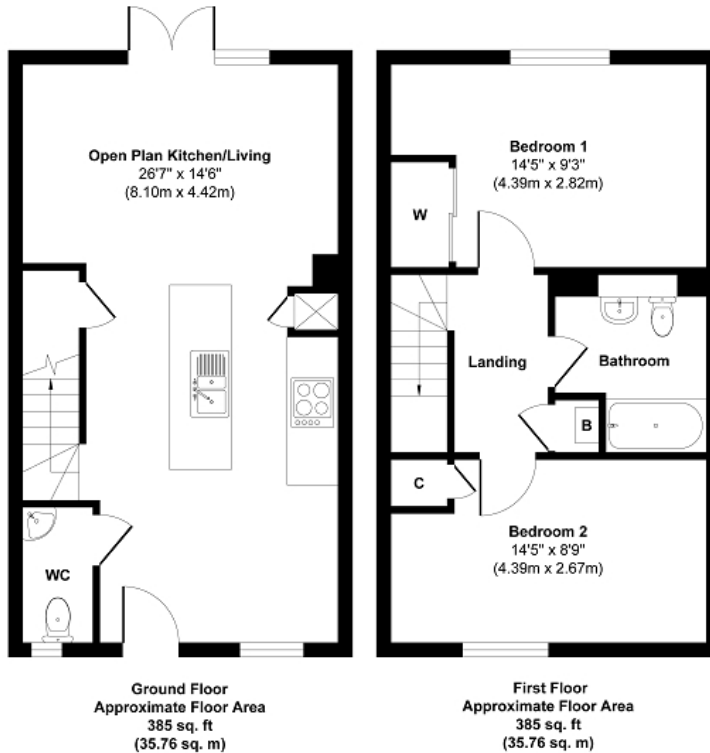 Open Plan Kitchen/Living
26'7" x 14'6"
(8.10m x 4.42m)
WC
Ground Floor
Approximate Floor Area
385 sq. ft
(35.76 sq. m)
Bedroom 1
14'5" x 9'3"
(4.39m x 2.82m)
W
Landing
Bathroom
B
C
Bedroom 2
14'5" x 8'9"
(4.39m x 2.67m)
First Floor
Approximate Floor Area
385 sq. ft
(35.76 sq. m)